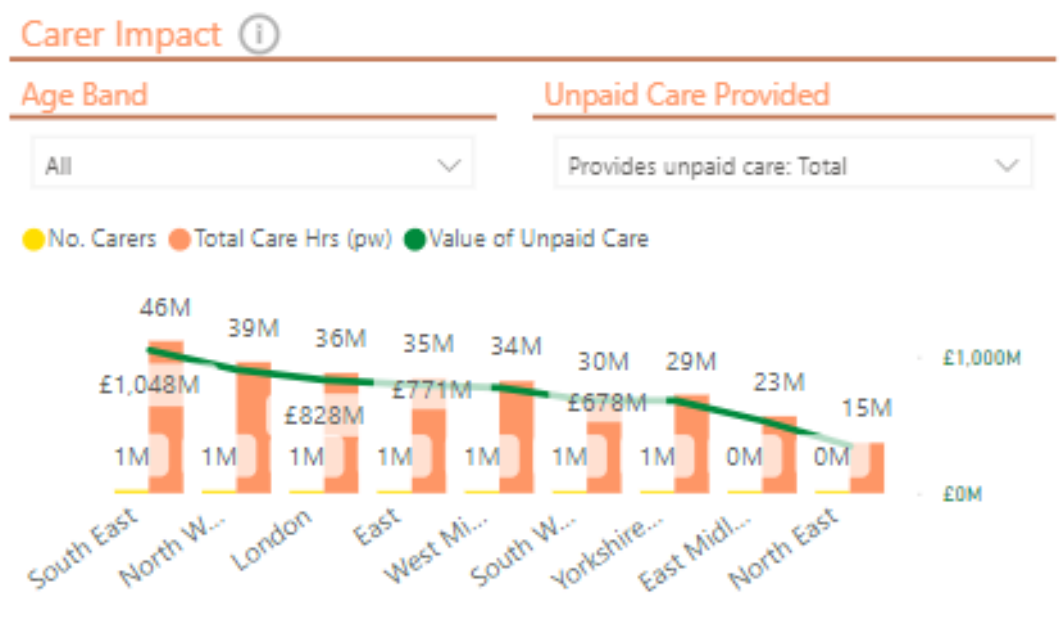 Carer Impact i
Age Band Unpaid Care Provided
All Provides unpaid care: Total
No. Carers Total Care Hrs (pw) Value of Unpaid Care
46M 39M 36M 35M 34M 30M 29M 23M 15M
£1,048M £828M £771M £678M
1M 1M 1M 1M 1M 1M 1M 0M 0M
£1,000M
£0M
South East North W... London East West Mi... South W... Yorkshire... East Midl... North East